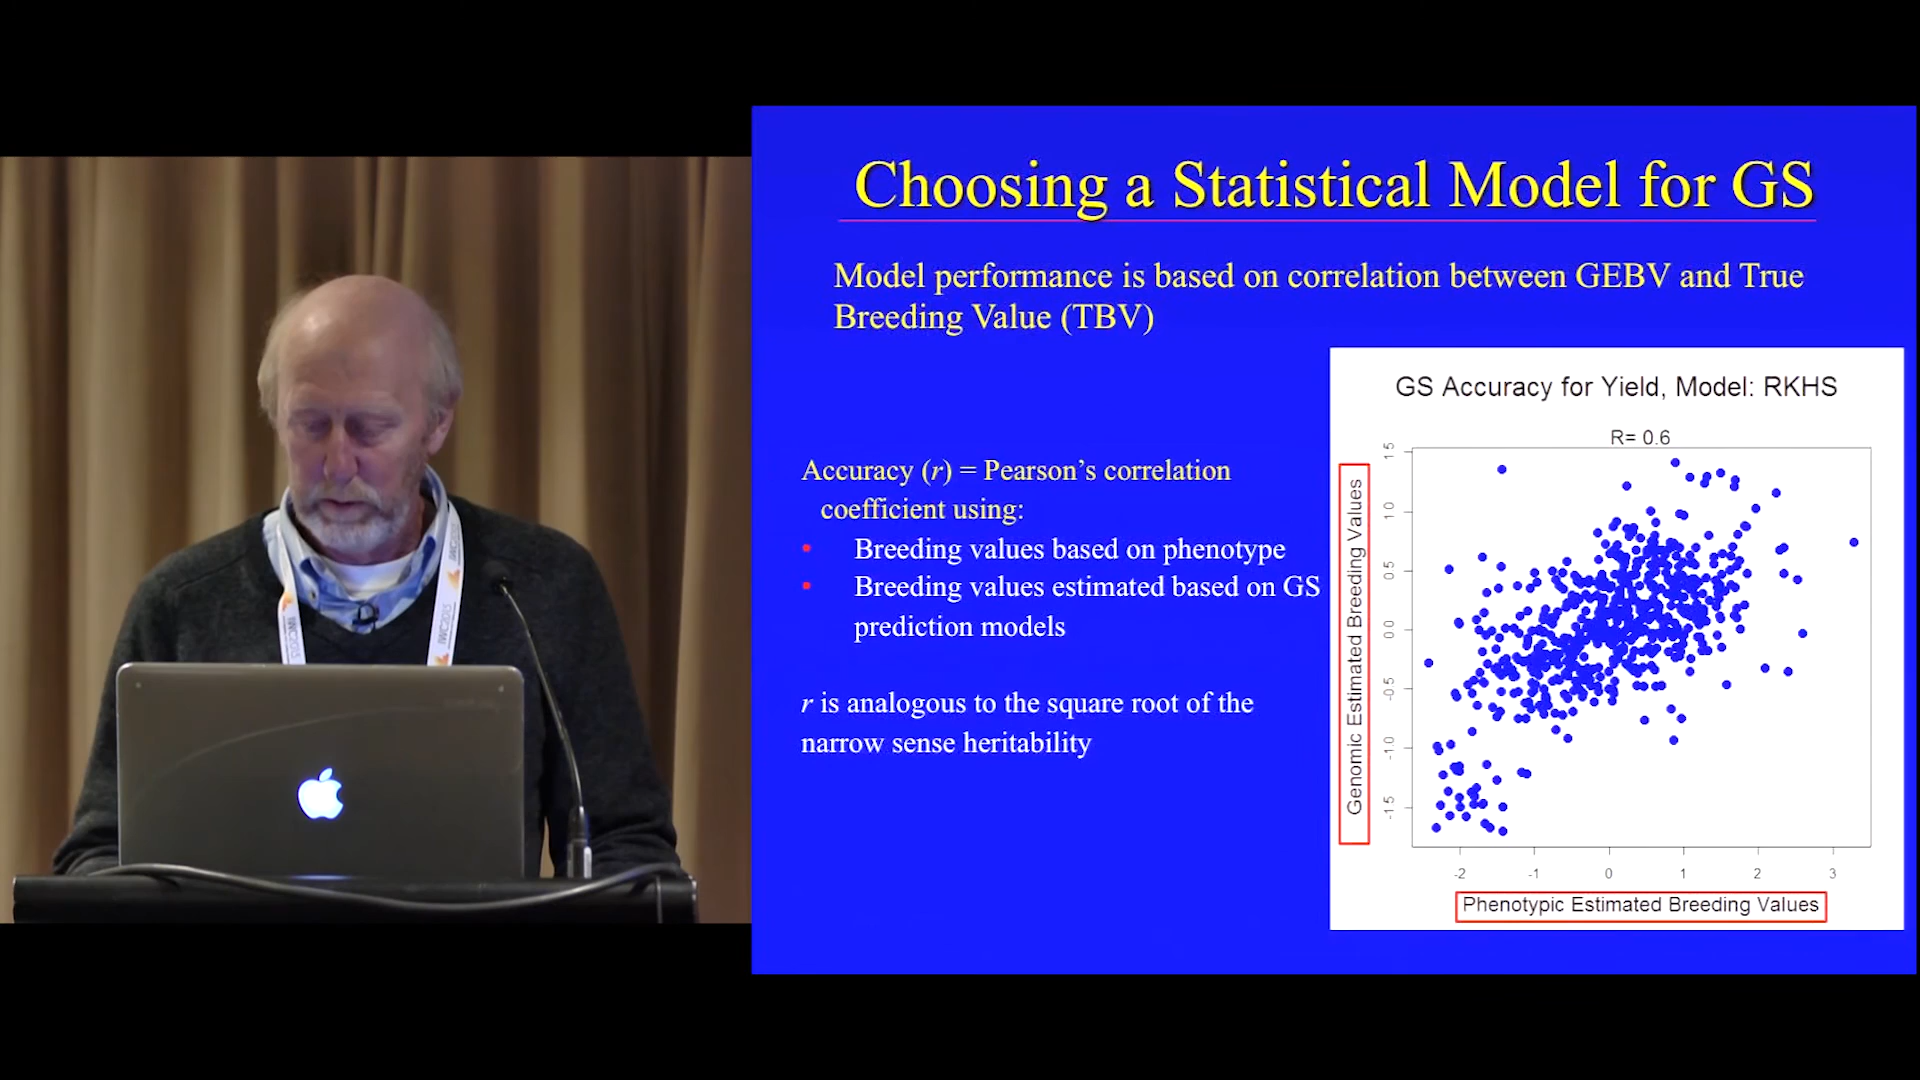 Choosing a Statistical Model for GS
Model performance is based on correlation between GEBV and True
Breeding Value (TBV)
Accuracy (r) = Pearson's correlation
coefficient using:
• Breeding values based on phenotype
• Breeding values estimated based on GS
prediction models
r is analogous to the square root of the
narrow sense heritability
GS Accuracy for Yield, Model: RKHS
R= 0.6
Genomic Estimated Breeding Values
1.5
1.0
0.5
0.0
-0.5
-1.0
-1.5
-2 -1 0 1 2 3
Phenotypic Estimated Breeding Values
IWC2015
IWC2015